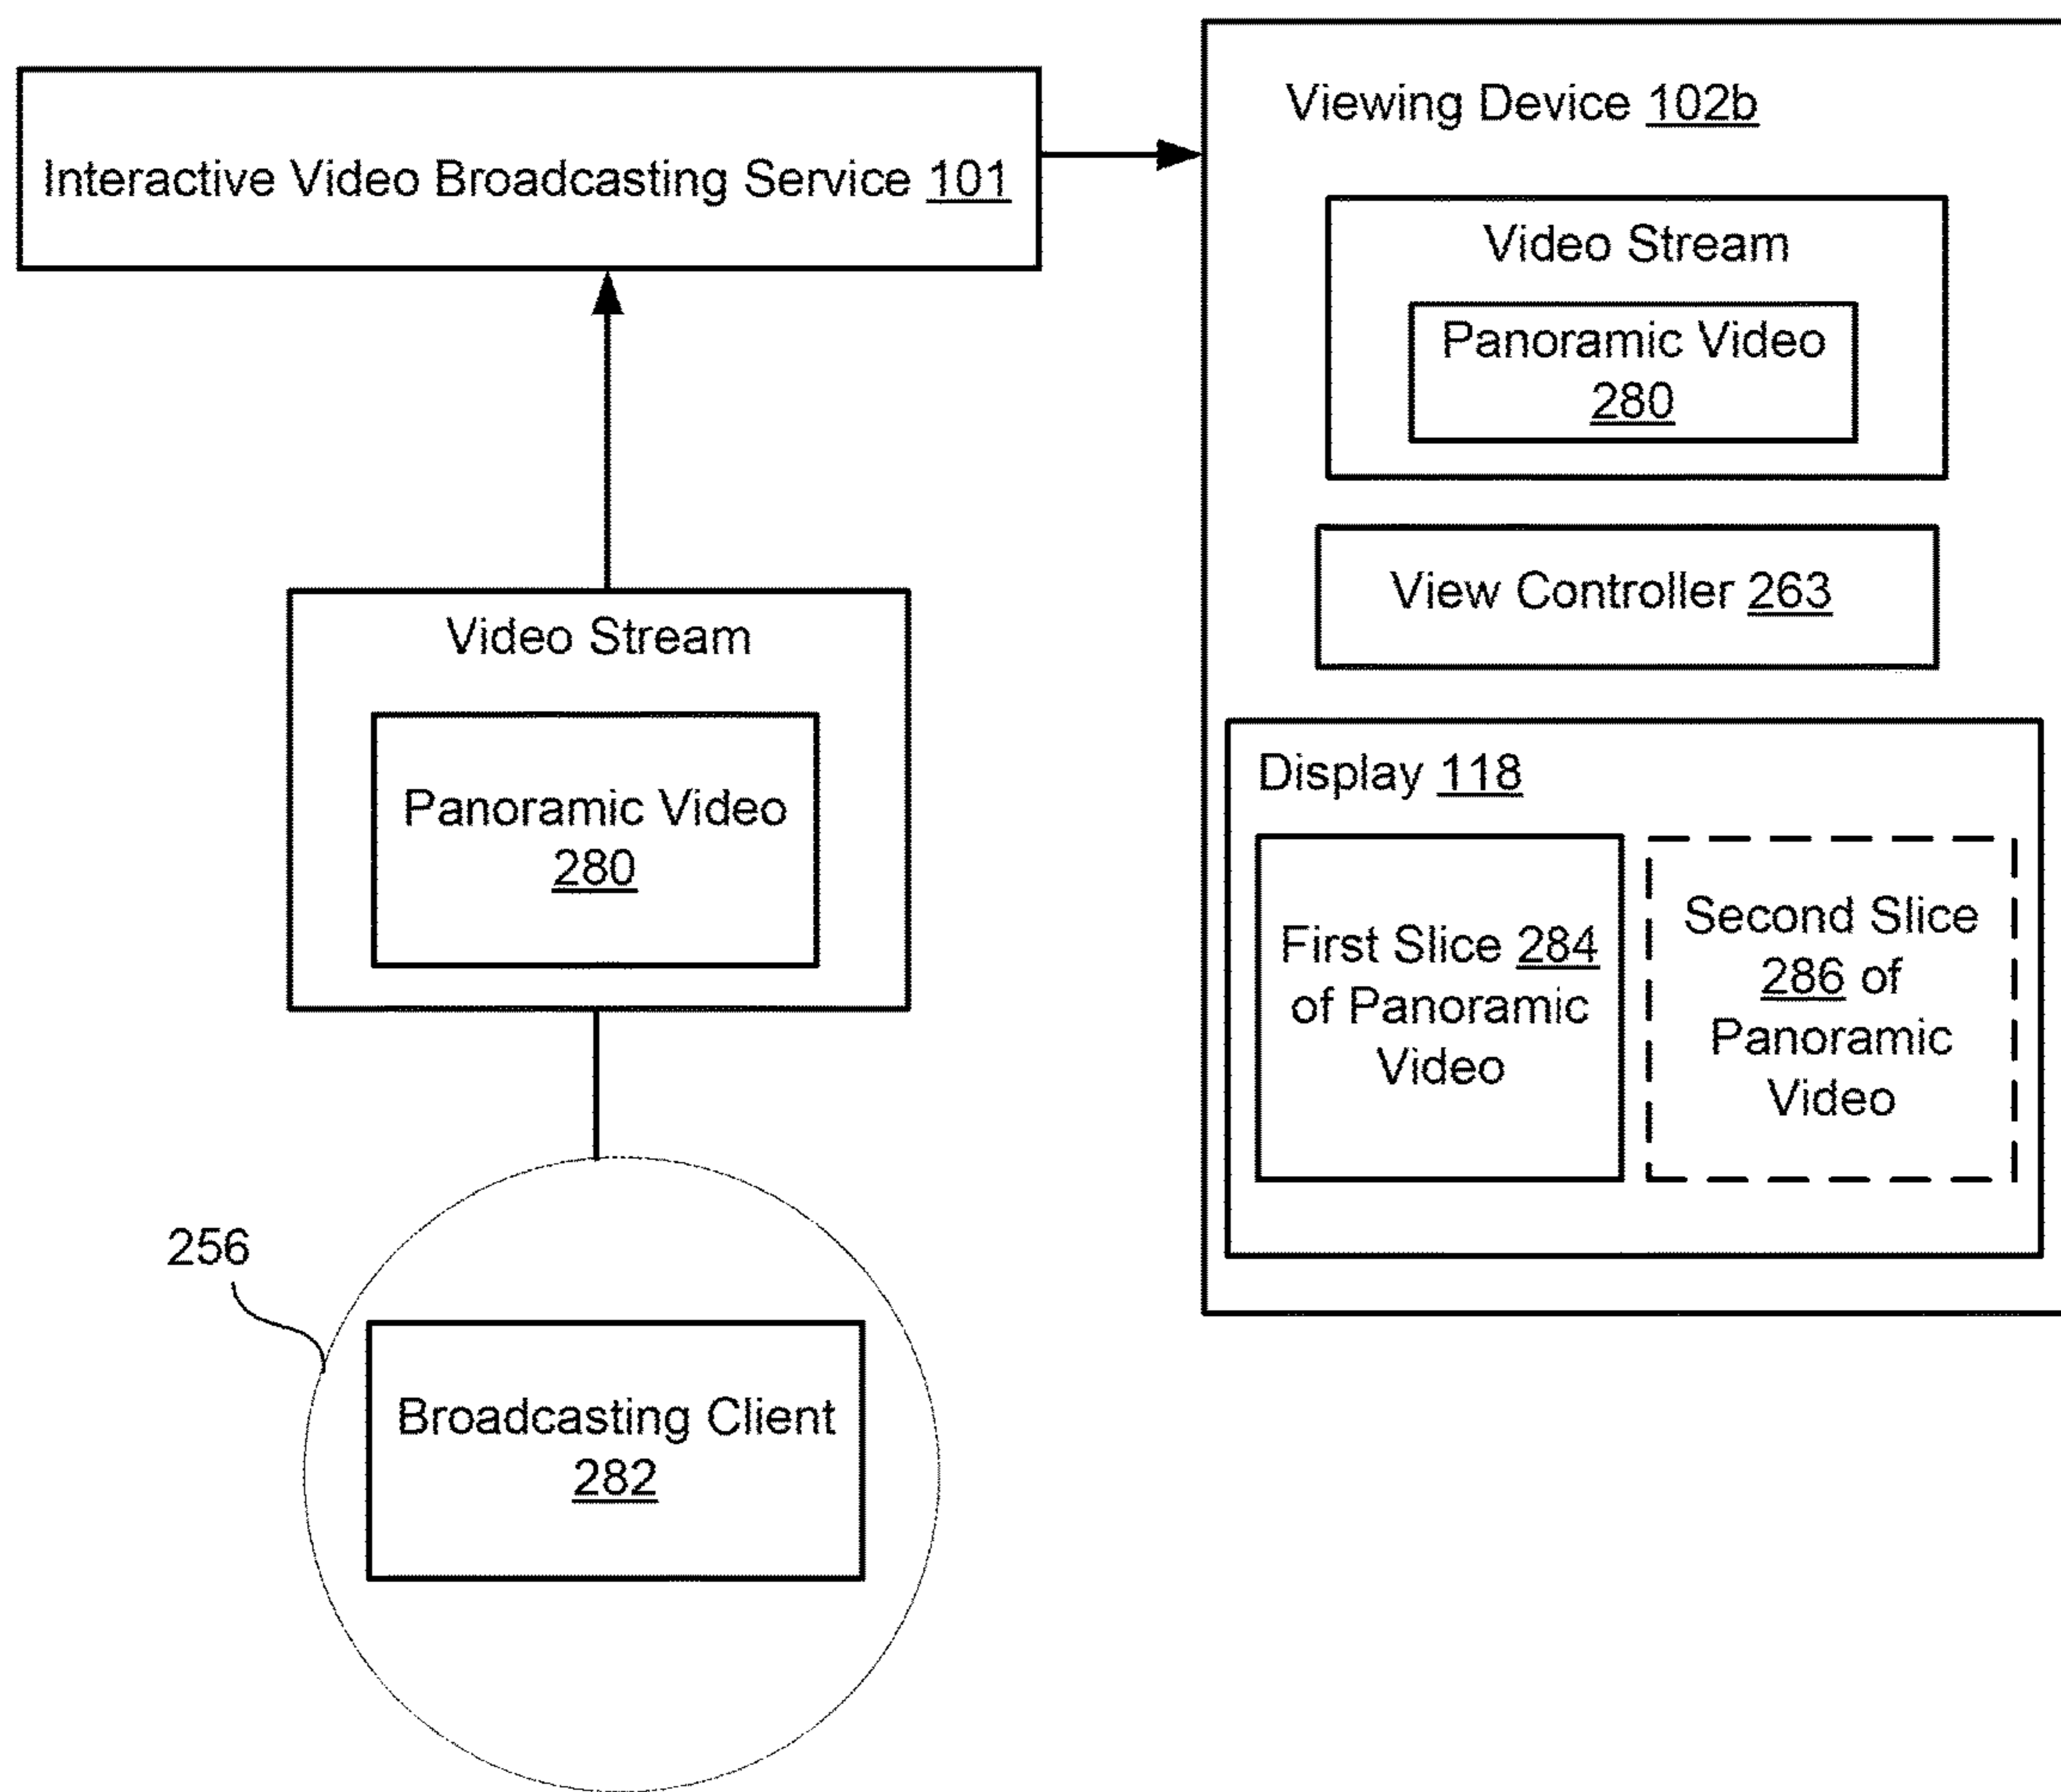 Interactive Video Broadcasting Service 101
Viewing Device 102b
Video Stream
Panoramic Video
280
View Controller 263
Display 118
First Slice 284
of Panoramic
Video
Second Slice
286 of
Panoramic
Video
Video Stream
Panoramic Video
280
256
Broadcasting Client
282